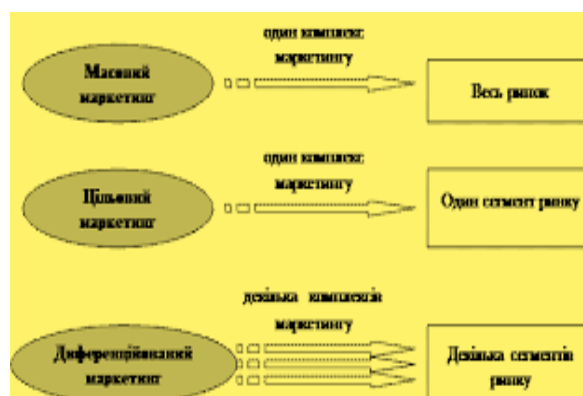 один комплекс
маркетингу
Масовий
маркетинг
Весь ринок
один комплекс
маркетингу
Цільовий
маркетинг
Один сегмент ринку
декілька комплексів
маркетингу
Диференційований
маркетинг
Декілька сегментів
ринку